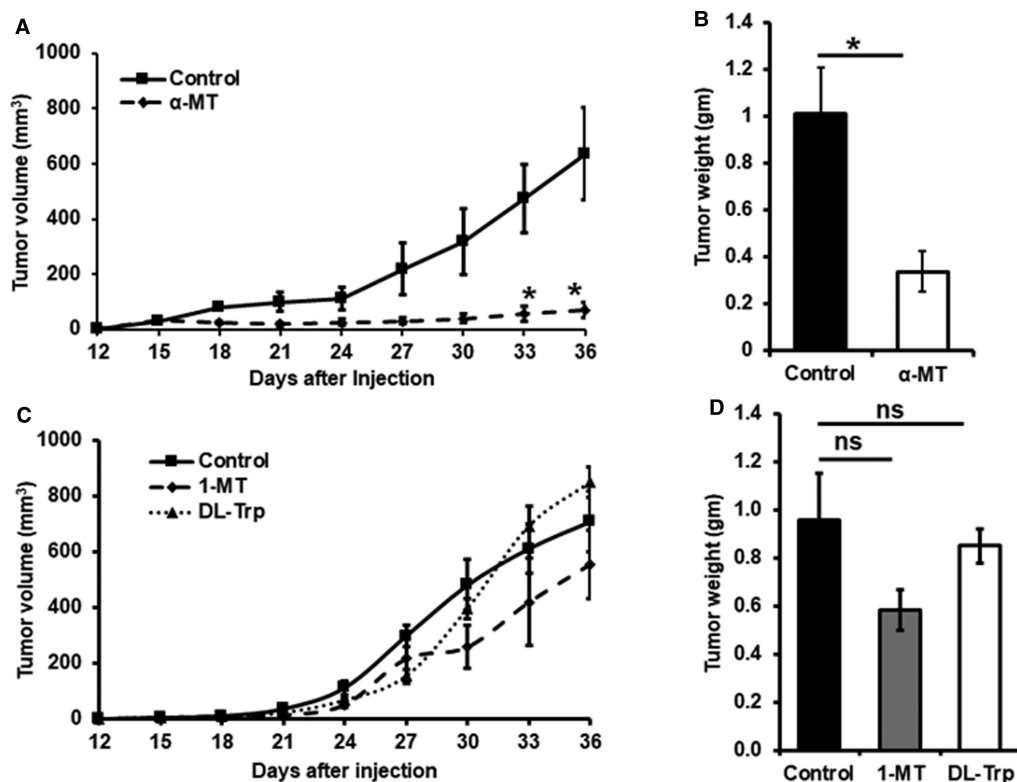 A
1000
800
600
400
200
0
Tumor volume (mm³)
Control
α-MT
*
*
12 15 18 21 24 27 30 33 36
Days after Injection
B
1.4
1.2
1
0.8
0.6
0.4
0.2
0
Tumor weight (gm)
*
Control α-MT
C
1000
800
600
400
200
0
Tumor volume (mm³)
Control
1-MT
DL-Trp
12 15 18 21 24 27 30 33 36
Days after injection
D
1.4
1.2
1.0
0.8
0.6
0.4
0.2
0.0
Tumor weight (gm)
ns
ns
Control 1-MT DL-Trp